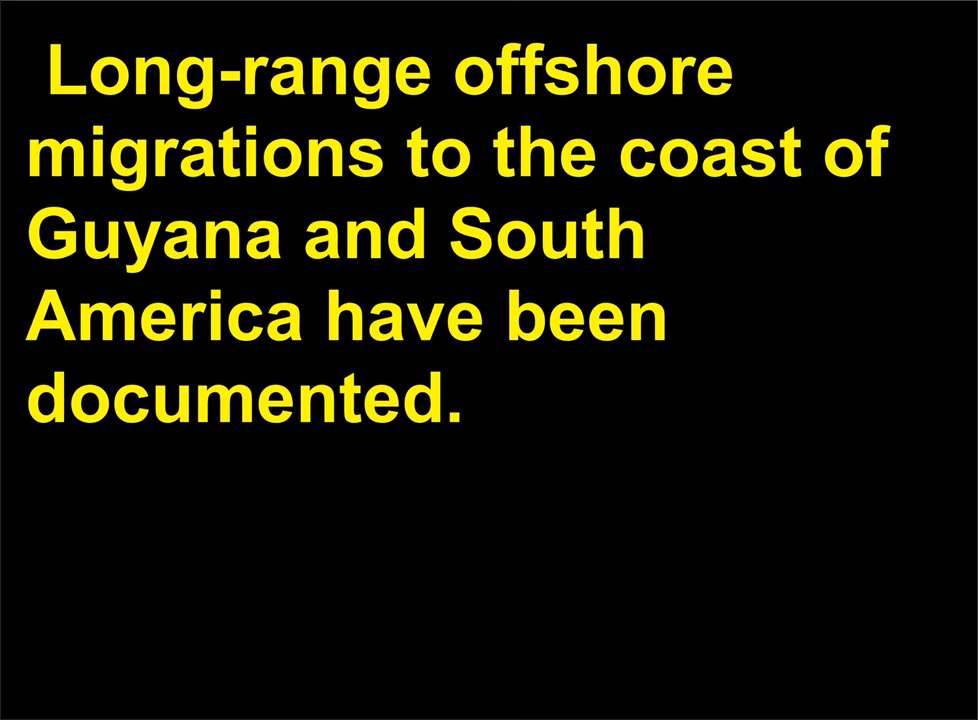 Long-range offshore
migrations to the coast of
Guyana and South
America have been
documented.